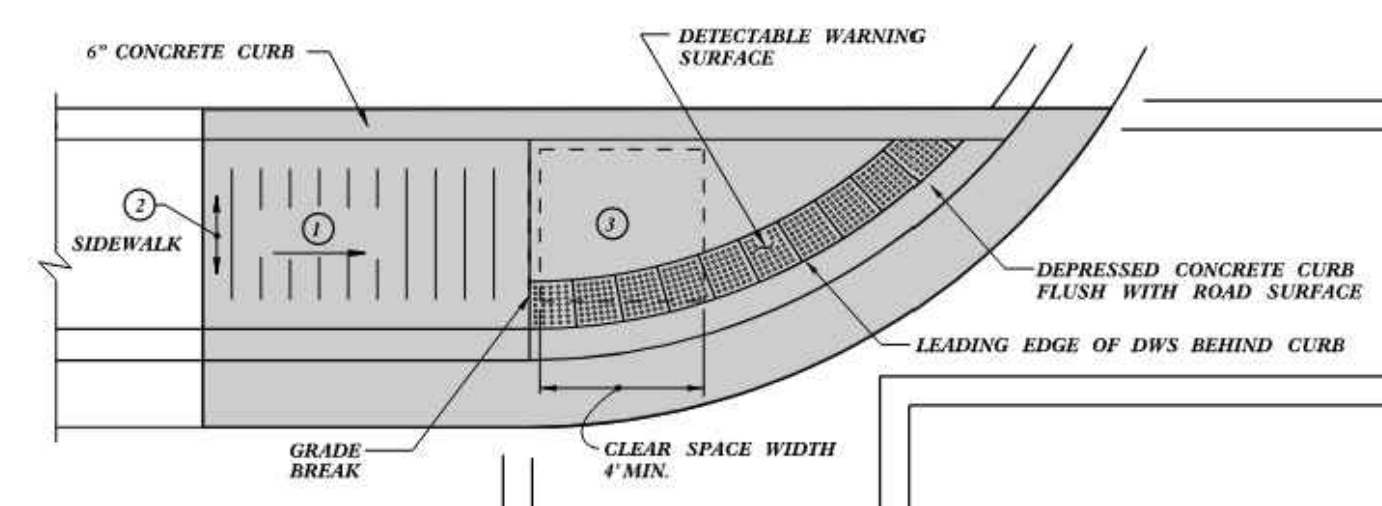 6" CONCRETE CURB
DETECTABLE WARNING
SURFACE
2
SIDEWALK
1
3
DEPRESSED CONCRETE CURB
FLUSH WITH ROAD SURFACE
LEADING EDGE OF DWS BEHIND CURB
GRADE
BREAK
CLEAR SPACE WIDTH
4' MIN.